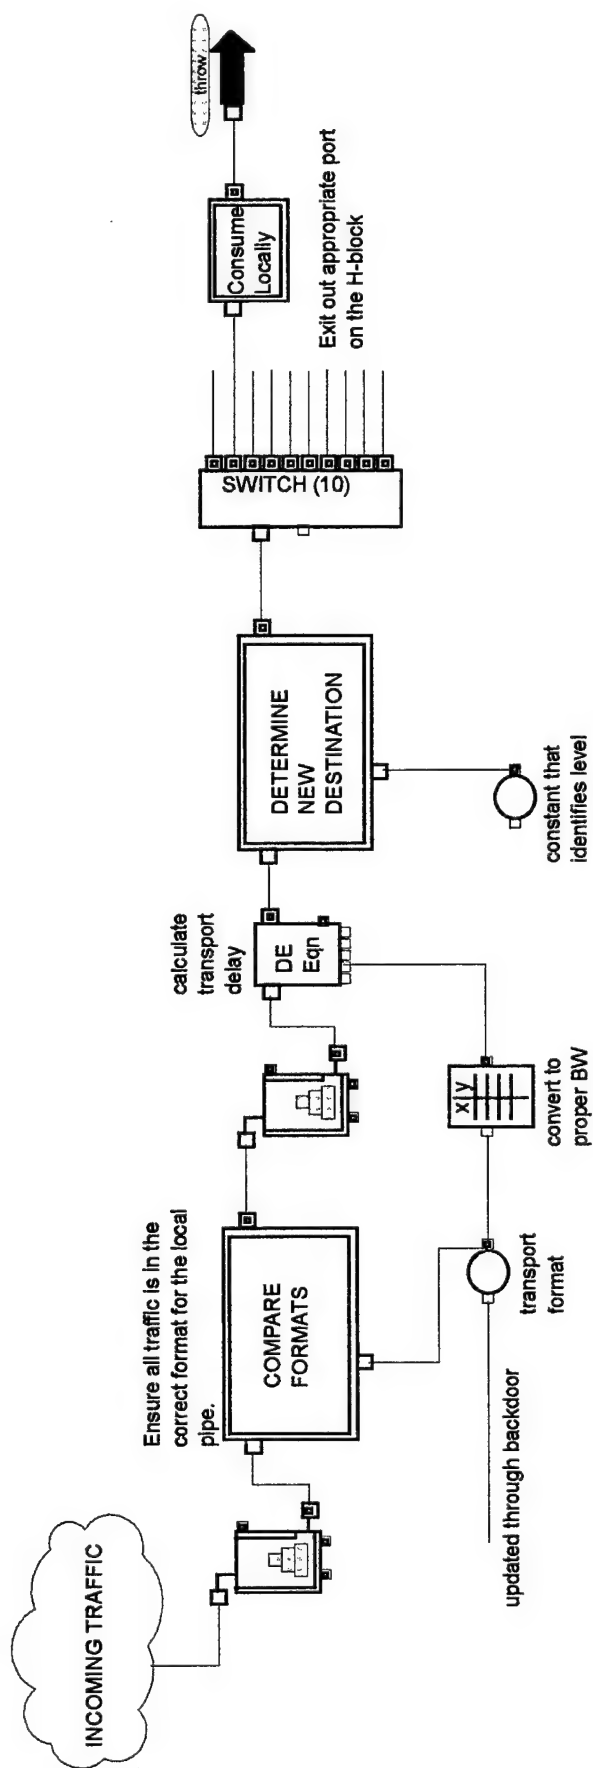 INCOMING TRAFFIC
Ensure all traffic is in the
correct format for the local
pipe.
COMPARE
FORMATS
updated through backdoor
transport
format
convert to
proper BW
x y
calculate
transport
delay
DE
Eqn
DETERMINE
NEW
DESTINATION
constant that
identifies level
SWITCH (10)
Exit out appropriate port
on the H-block
Consume
Locally
throw